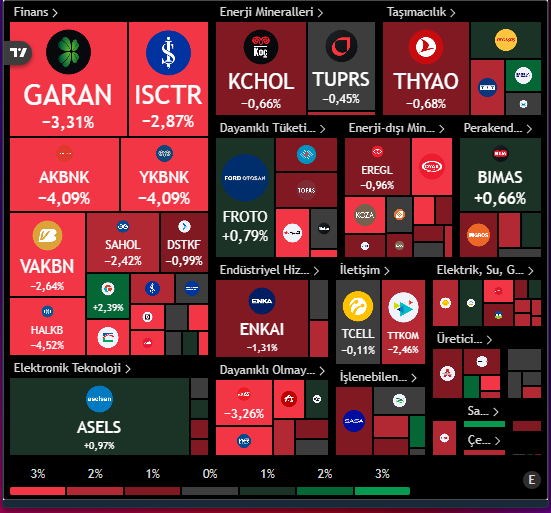 Finans >
GARAN
−3,31%
ISCTR
−2,87%
AKBNK
−4,09%
YKBNK
−4,09%
VAKBN
−2,64%
SAHOL
−2,42%
DSTKF
−0,99%
+2,39%
HALKB
−4,52%
Enerji Mineralleri >
Koç
KCHOL
−0,66%
TUPRS
−0,45%
Taşımacılık >
THYAO
−0,68%
Dayanıklı Tüketi... >
FORD OTOSAN
FROTO
+0,79%
TOFAŞ
Enerji-dışı Min... >
EREGL
−0,96%
KOZA
Perakend... >
BIMAS
+0,66%
MIGROS
Endüstriyel Hiz... >
ENKA
ENKAI
−1,31%
İletişim >
TCELL
−0,11%
TTKOM
−2,46%
Elektrik, Su, G... >
Üretici... >
Elektronik Teknoloji >
aselsan
ASELS
+0,97%
Dayanıklı Olmay... >
−3,26%
İşlenebilen... >
SASA
Sa... >
Çe... >
3%
2%
1%
0%
1%
2%
3%
E